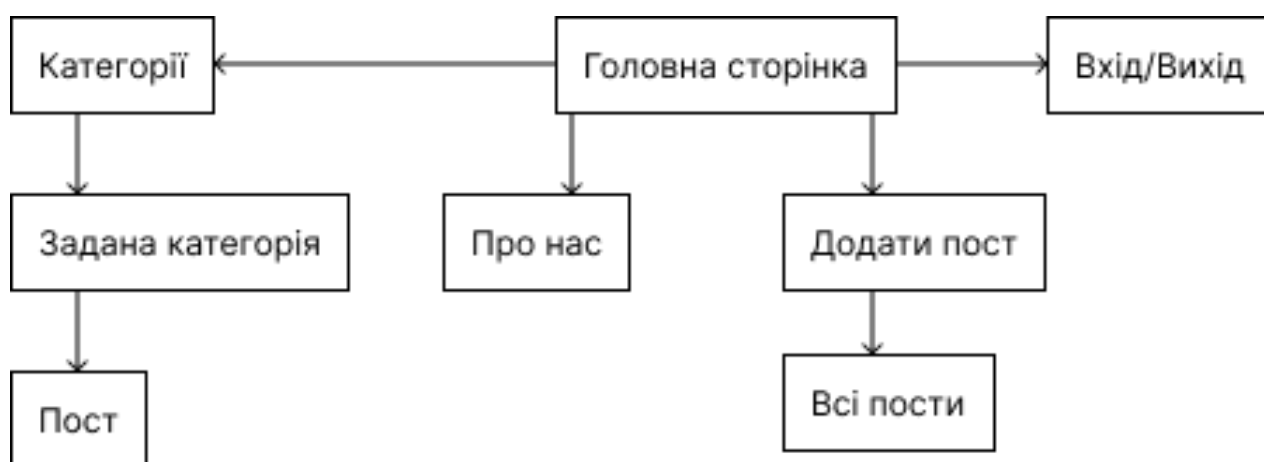 Категорії
Головна сторінка
Вхід/Вихід
Задана категорія
Про нас
Додати пост
Пост
Всі пости